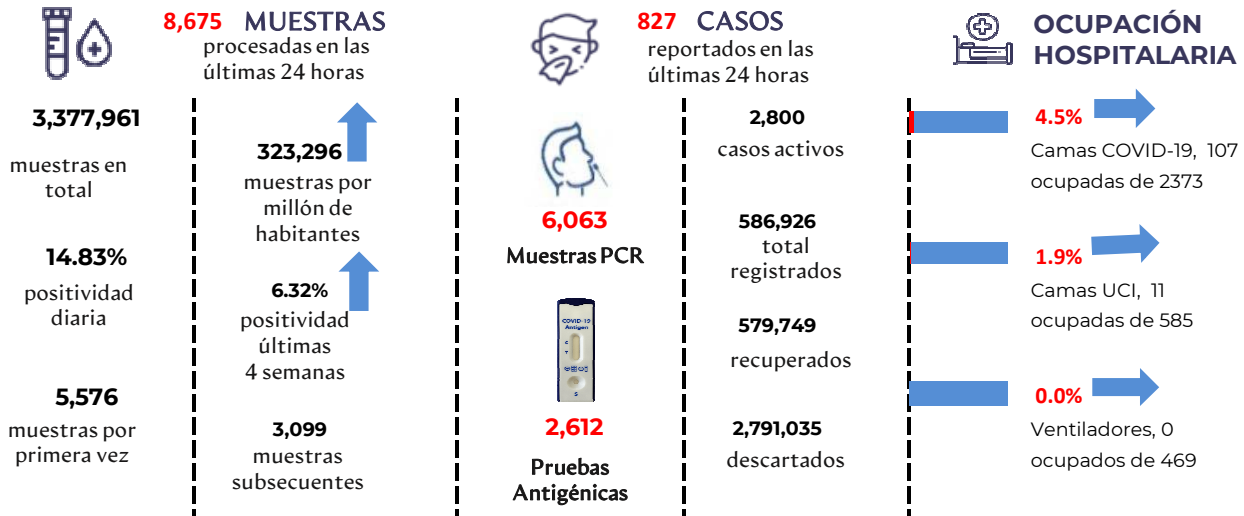 8,675 MUESTRAS
procesadas en las
últimas 24 horas
3,377,961
muestras en
total
14.83%
positividad
diaria
5,576
muestras por
primera vez
323,296
muestras por
millón de
habitantes
6.32%
positividad
últimas
4 semanas
3,099
muestras
subsecuentes
827 CASOS
reportados en las
últimas 24 horas
6,063
Muestras PCR
COVID-19
Antigen
C
T
S
2,612
Pruebas
Antigénicas
2,800
casos activos
586,926
total
registrados
579,749
recuperados
2,791,035
descartados
OCUPACIÓN
HOSPITALARIA
4.5%
Camas COVID-19, 107
ocupadas de 2373
1.9%
Camas UCI, 11
ocupadas de 585
0.0%
Ventiladores, 0
ocupados de 469